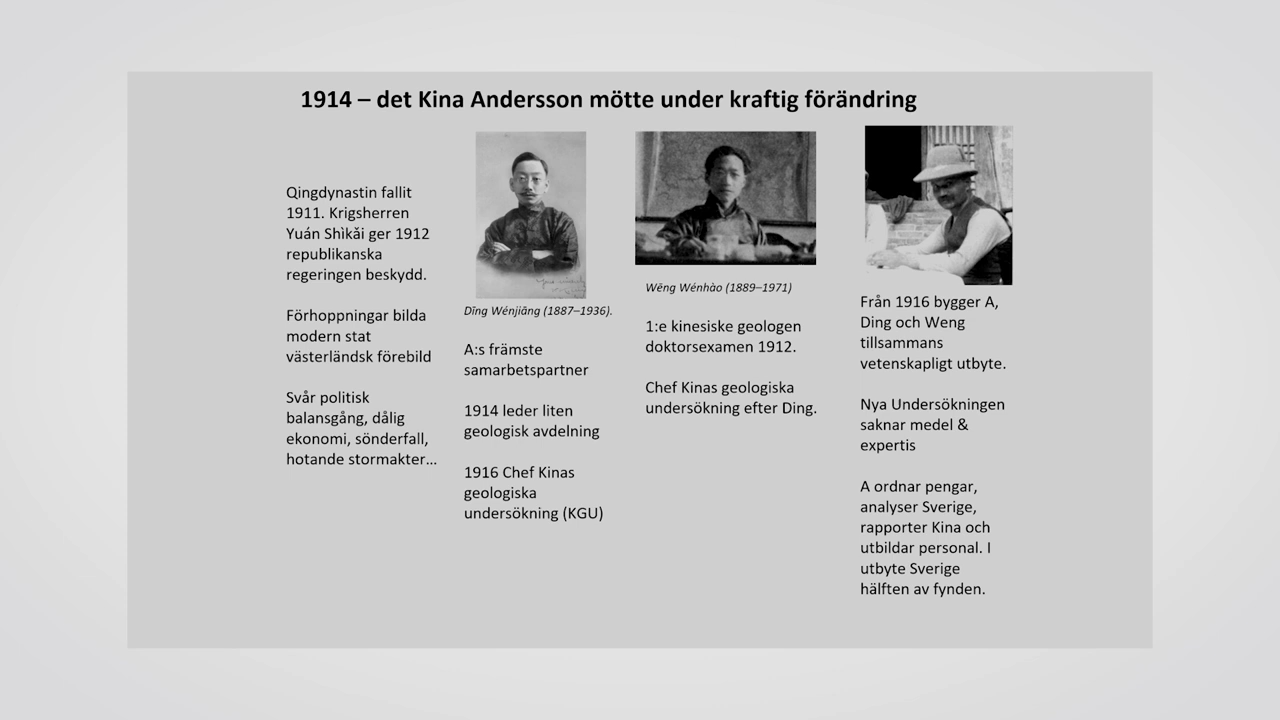 1914 – det Kina Andersson mötte under kraftig förändring
Qingdynastin fallit
1911. Krigsherren
Yuán Shìkǎi ger 1912
republikanska
regeringen beskydd.
Förhoppningar bilda
modern stat
västerländsk förebild
Svår politisk
balansgång, dålig
ekonomi, sönderfall,
hotande stormakter…
Dīng Wénjiāng (1887–1936).
A:s främste
samarbetspartner
1914 leder liten
geologisk avdelning
1916 Chef Kinas
geologiska
undersökning (KGU)
Wēng Wénhào (1889–1971)
1:e kinesiske geologen
doktorsexamen 1912.
Chef Kinas geologiska
undersökning efter Ding.
Från 1916 bygger A,
Ding och Weng
tillsammans
vetenskapligt utbyte.
Nya Undersökningen
saknar medel &
expertis
A ordnar pengar,
analyser Sverige,
rapporter Kina och
utbildar personal. I
utbyte Sverige
hälften av fynden.